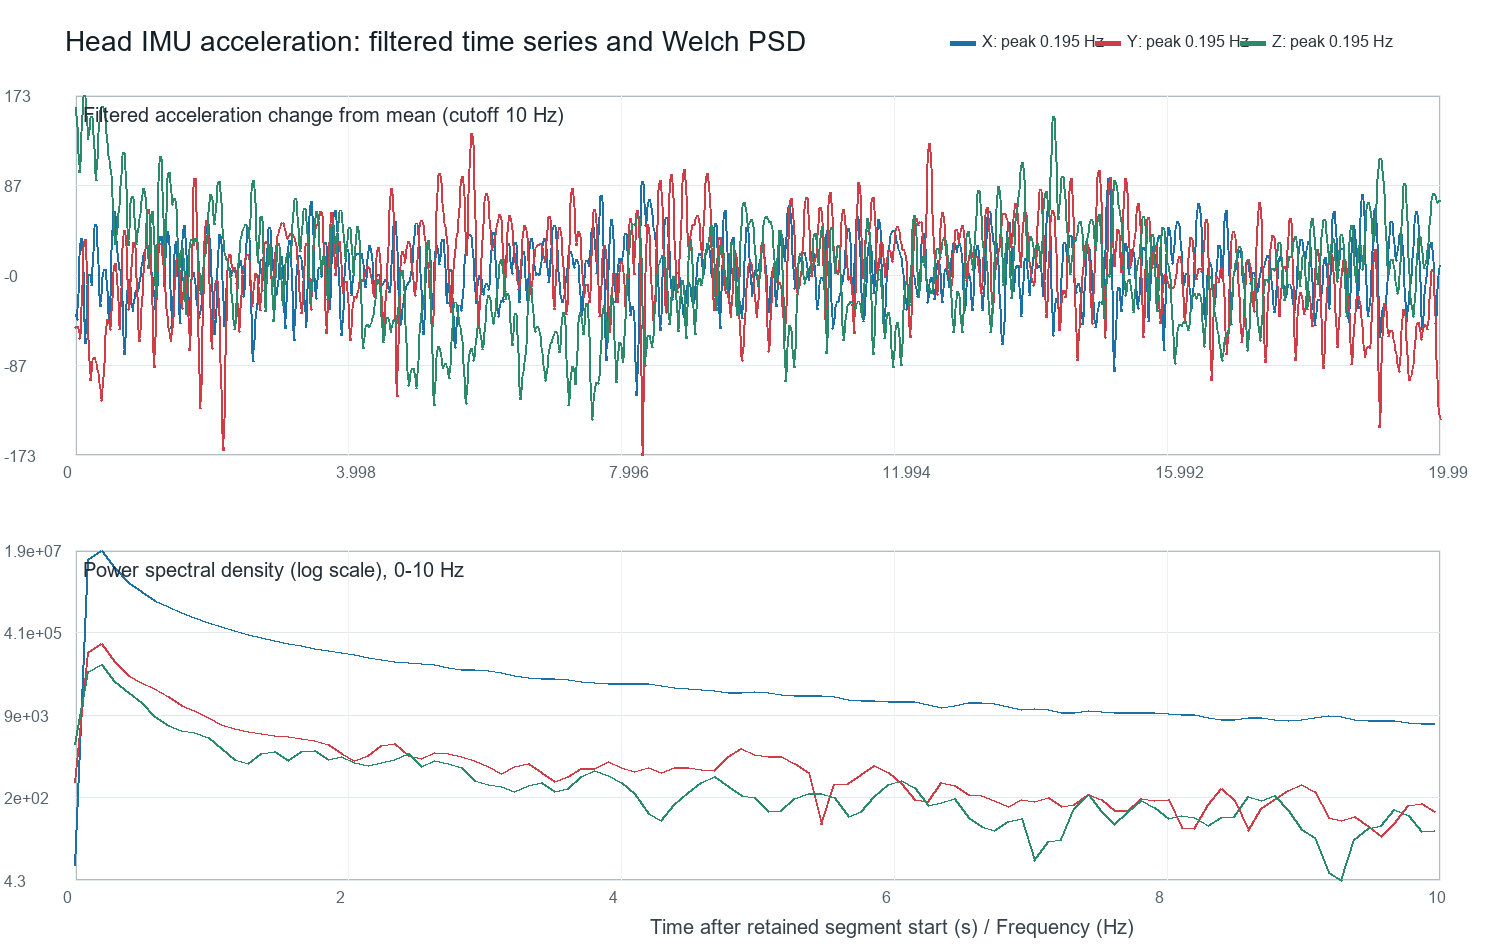 Head IMU acceleration: filtered time series and Welch PSD
X: peak 0.195 Hz
Y: peak 0.195 Hz
Z: peak 0.195 Hz
Filtered acceleration change from mean (cutoff 10 Hz)
173
87
-0
-87
-173
0
3.998
7.996
11.994
15.992
19.99
Power spectral density (log scale), 0-10 Hz
1.9e+07
4.1e+05
9e+03
2e+02
4.3
0
2
4
6
8
10
Time after retained segment start (s) / Frequency (Hz)